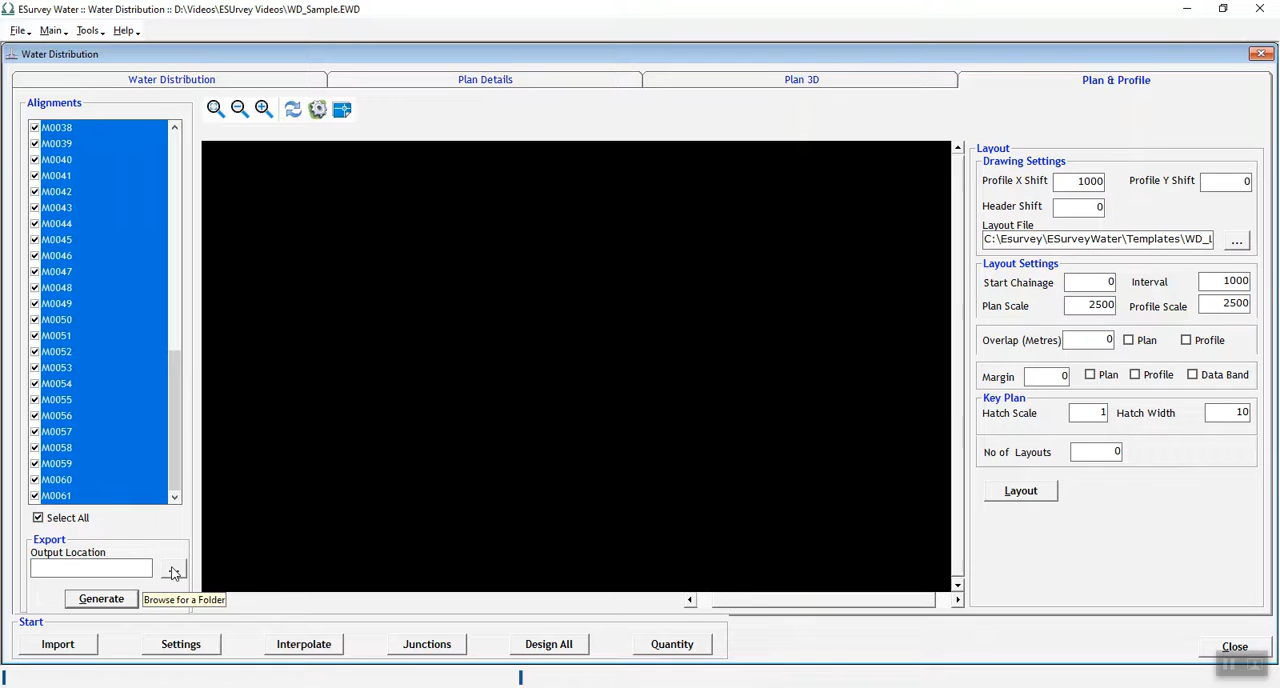 ESurvey Water :: Water Distribution :: D:\Videos\ESUrvey Videos\WD_Sample.EWD
File Main Tools Help
Water Distribution
Water Distribution Plan Details Plan 3D Plan & Profile
Alignments
M0038
M0039
M0040
M0041
M0042
M0043
M0044
M0045
M0046
M0047
M0048
M0049
M0050
M0051
M0052
M0053
M0054
M0055
M0056
M0057
M0058
M0059
M0060
M0061
Select All
Export
Output Location
Generate
Browse for a Folder
Layout
Drawing Settings
Profile X Shift 1000 Profile Y Shift 0
Header Shift 0
Layout File
C:\Esurvey\ESurveyWater\Templates\WD_L ...
Layout Settings
Start Chainage 0 Interval 1000
Plan Scale 2500 Profile Scale 2500
Overlap (Metres) 0 Plan Profile
Margin 0 Plan Profile Data Band
Key Plan
Hatch Scale 1 Hatch Width 10
No of Layouts 0
Layout
Start
Import Settings Interpolate Junctions Design All Quantity
Close